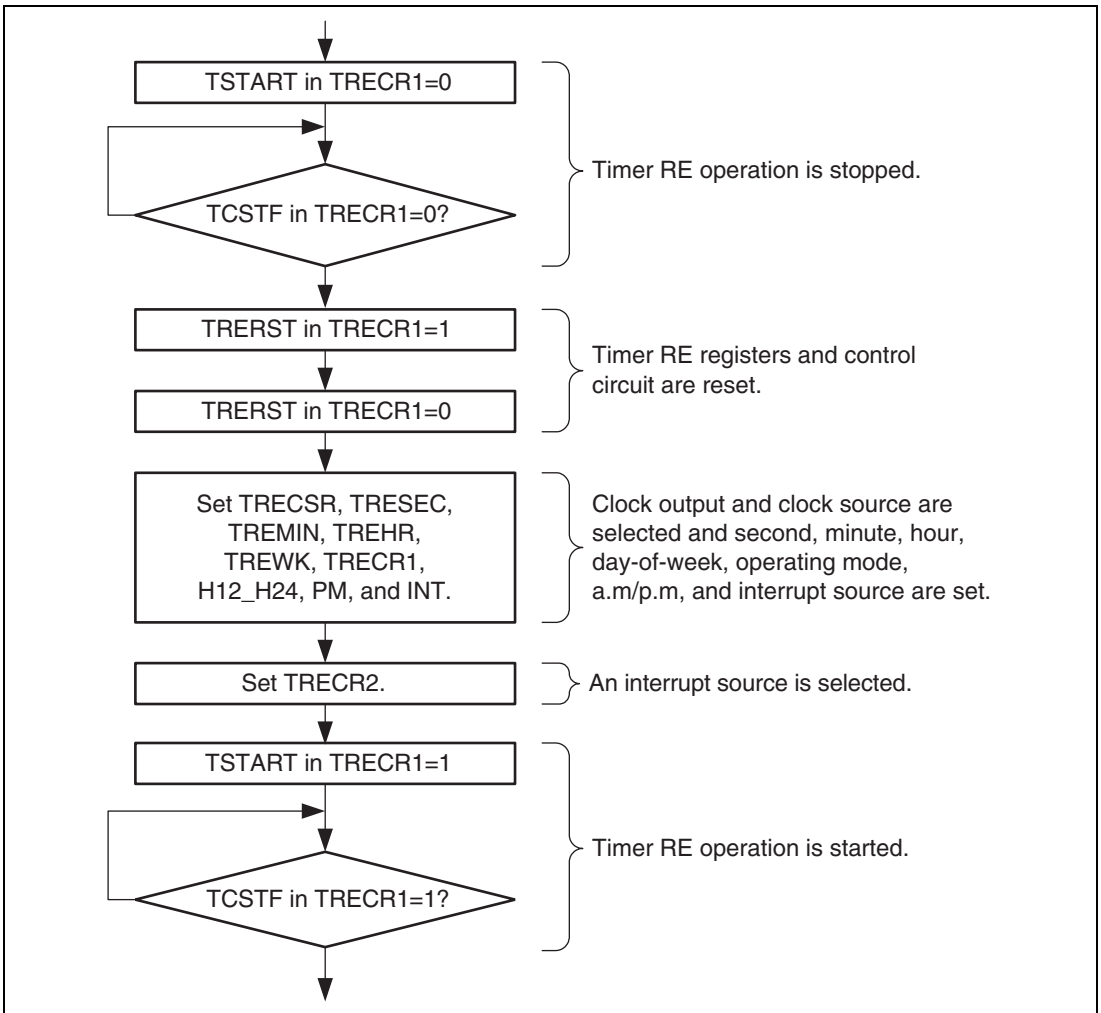 TSTART in TRECR1=0
TCSTF in TRECR1=0?
Timer RE operation is stopped.
TRERST in TRECR1=1
TRERST in TRECR1=0
Timer RE registers and control
circuit are reset.
Set TRECSR, TRESEC,
TREMIN, TREHR,
TREWK, TRECR1,
H12_H24, PM, and INT.
Clock output and clock source are
selected and second, minute, hour,
day-of-week, operating mode,
a.m/p.m, and interrupt source are set.
Set TRECR2.
An interrupt source is selected.
TSTART in TRECR1=1
TCSTF in TRECR1=1?
Timer RE operation is started.